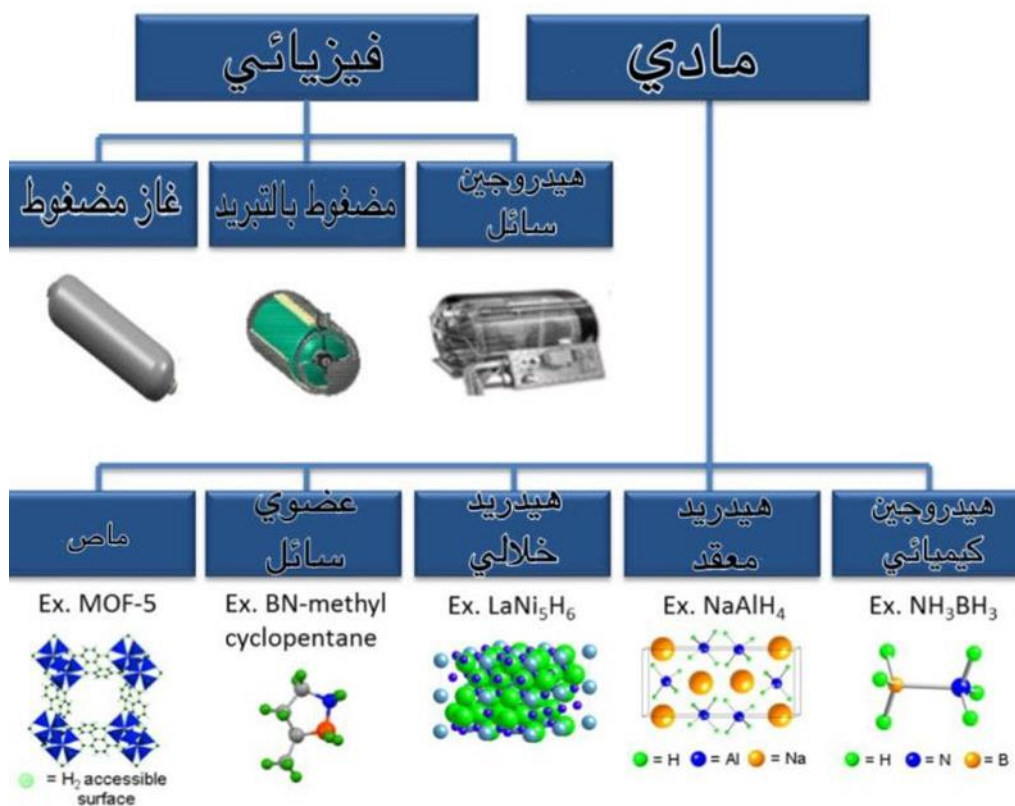 فيزيائي
مادي
غاز مضغوط
مضغوط بالتبريد
هيدروجين
سائل
ماص
عضوي
سائل
هيدريد
خلالي
هيدريد
معقد
هيدروجين
كيميائي
Ex. MOF-5
Ex. BN-methyl
cyclopentane
Ex. LaNi₅H₆
Ex. NaAlH₄
Ex. NH₃BH₃
= H₂ accessible
surface
= H = Al = Na
= H = N = B